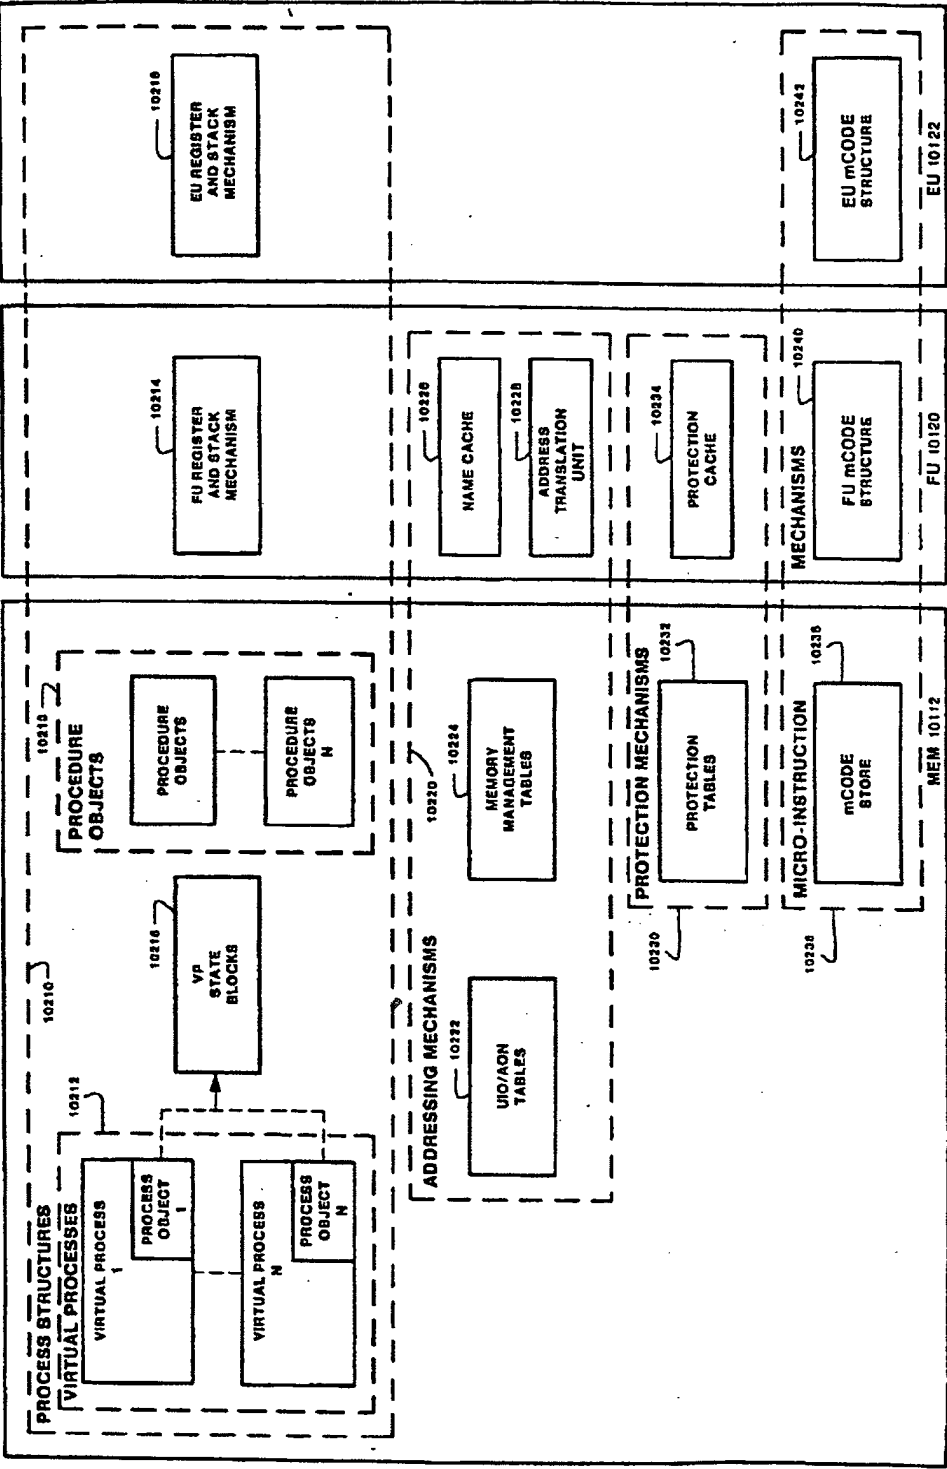 PROCESS STRUCTURES
10210
VIRTUAL PROCESSES
10212
VIRTUAL PROCESS
1
PROCESS
OBJECT
1
VIRTUAL PROCESS
N
PROCESS
OBJECT
N
10216
VP
STATE
BLOCKS
10218
PROCEDURE
OBJECTS
PROCEDURE
OBJECTS
PROCEDURE
OBJECTS
N
10214
FU REGISTER
AND STACK
MECHANISM
10216
EU REGISTER
AND STACK
MECHANISM
ADDRESSING MECHANISMS
10220
10222
UIO/AON
TABLES
10224
MEMORY
MANAGEMENT
TABLES
10226
NAME CACHE
10228
ADDRESS
TRANSLATION
UNIT
10230
PROTECTION MECHANISMS
10232
PROTECTION
TABLES
10234
PROTECTION
CACHE
10236
MICRO-INSTRUCTION
MECHANISMS
10238
mCODE
STORE
10240
FU mCODE
STRUCTURE
10242
EU mCODE
STRUCTURE
MEM 10112
FU 10120
EU 10122